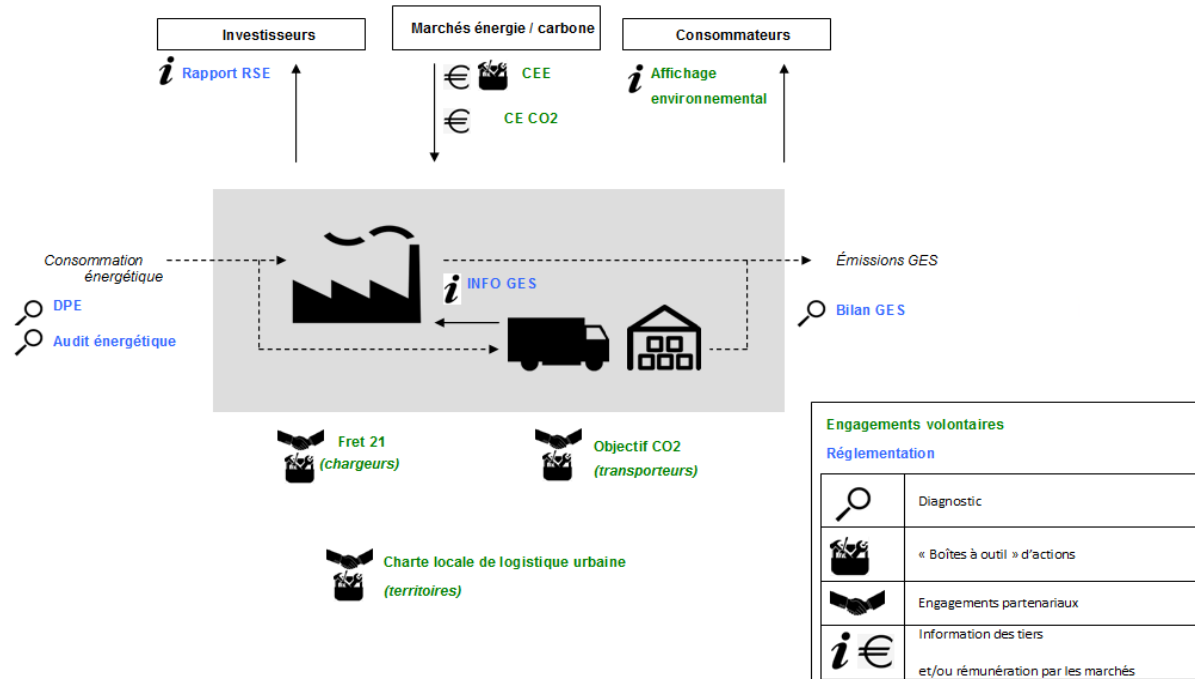 Investisseurs
Marchés énergie / carbone
Consommateurs
Rapport RSE
CEE
CE CO2
Affichage
environnemental
Consommation
énergétique
DPE
Audit énergétique
INFO GES
Émissions GES
Bilan GES
Fret 21
(chargeurs)
Objectif CO2
(transporteurs)
Charte locale de logistique urbaine
(territoires)
Engagements volontaires
Réglementation
Diagnostic
« Boîtes à outil » d'actions
Engagements partenariaux
Information des tiers
et/ou rémunération par les marchés